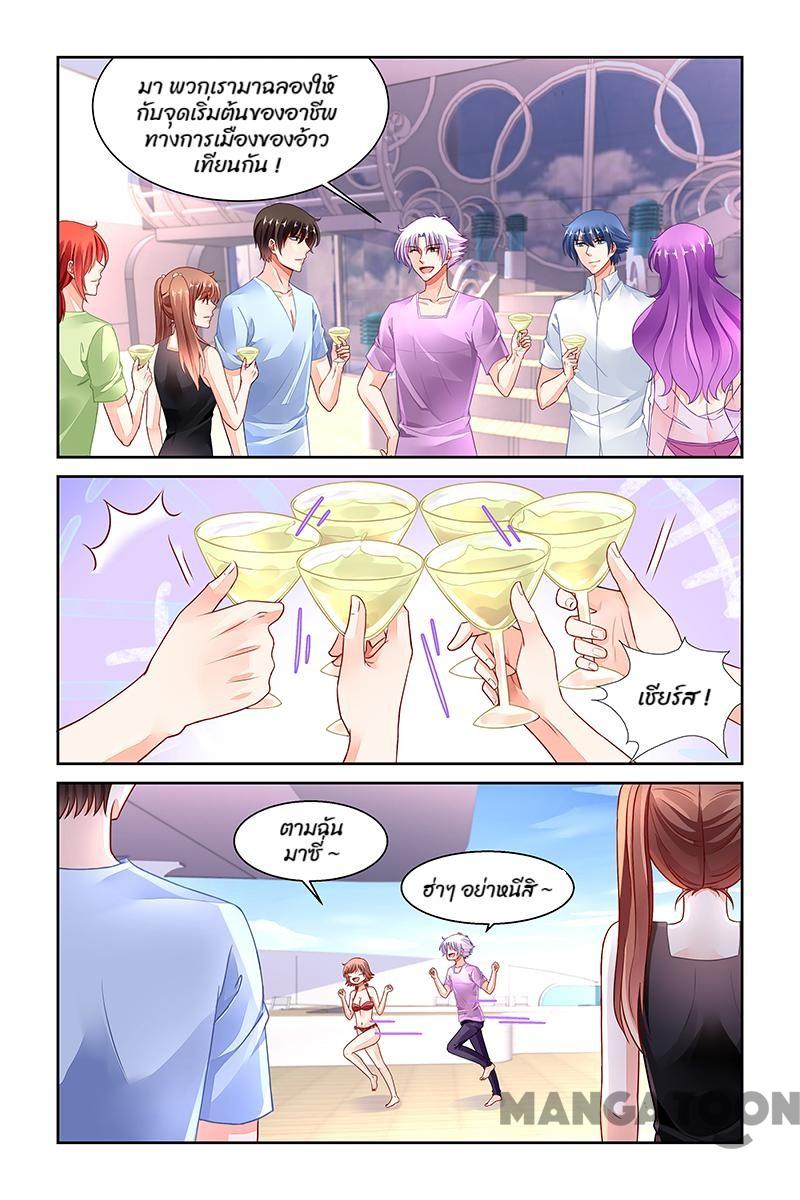 มา พวกเรามาฉลองให้
กับจุดเริ่มต้นของอาชีพ
ทางการเมืองของอ้าว
เทียนกัน !
เชียร์ส !
ตามฉัน
มาซี่ ~
ฮ่าๆ อย่าหนีสิ ~
MANGATOON